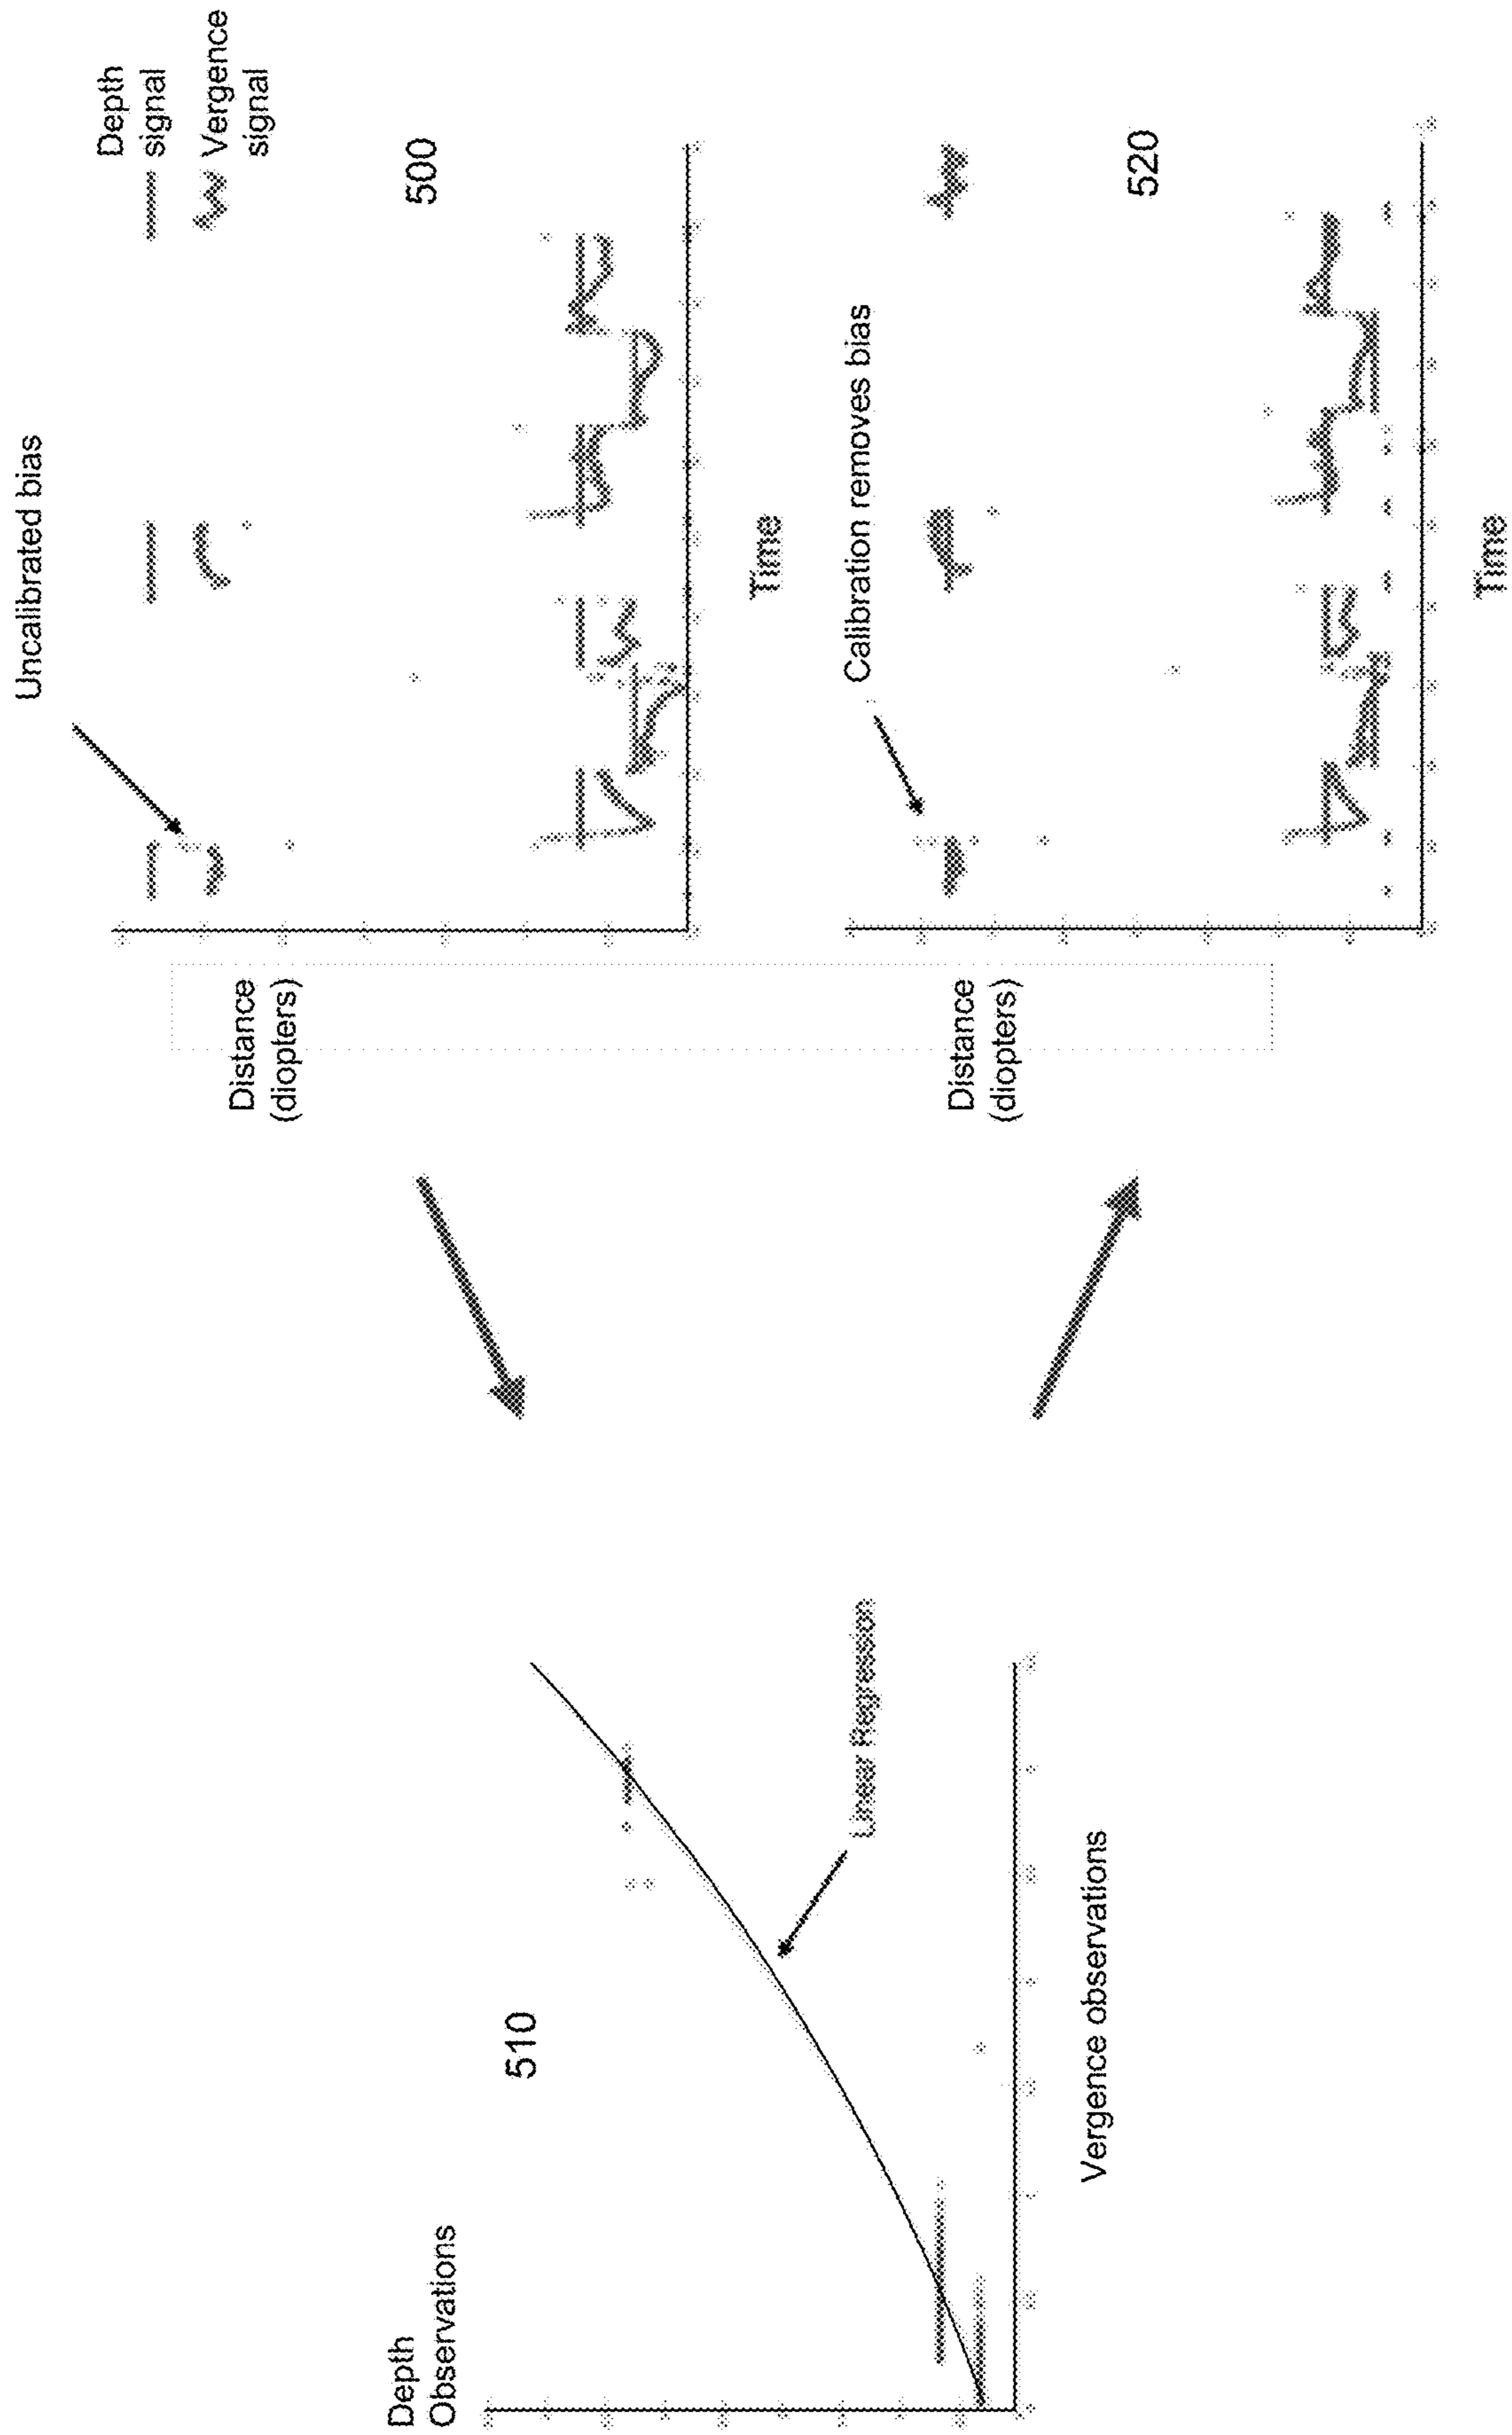 Uncalibrated bias
Depth
signal
Vergence
signal
500
Distance
(diopters)
Time
Depth
Observations
510
Linear Regression
Vergence observations
Calibration removes bias
520
Distance
(diopters)
Time